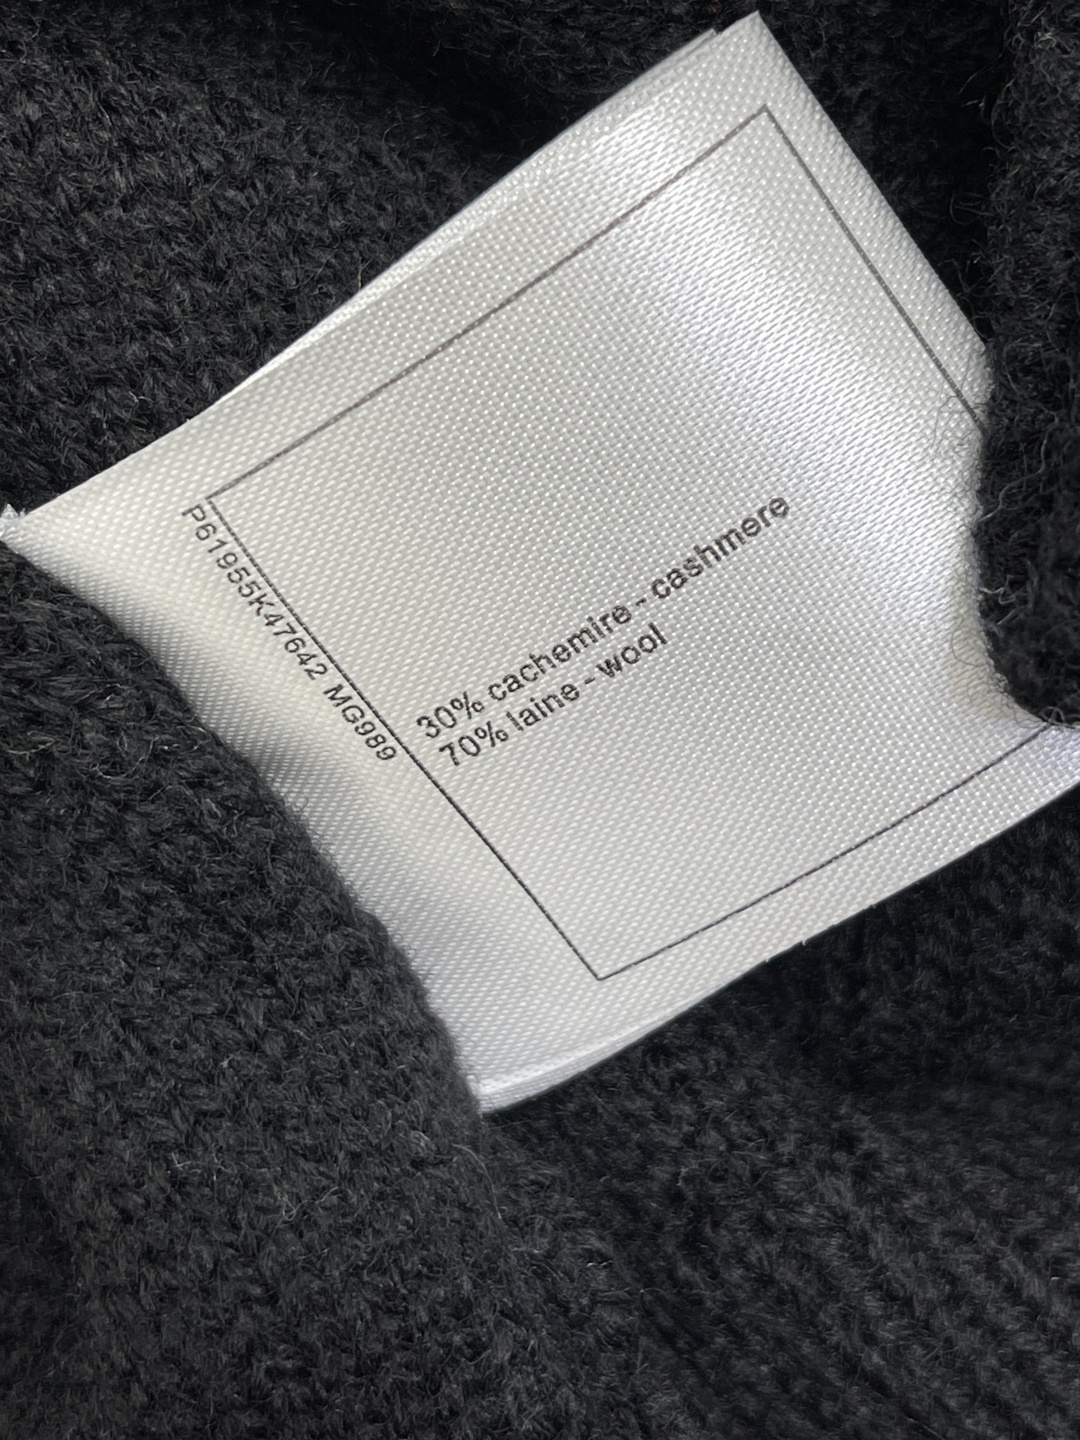 P61955K47642 MG989
30% cachemire - cashmere
70% laine - wool